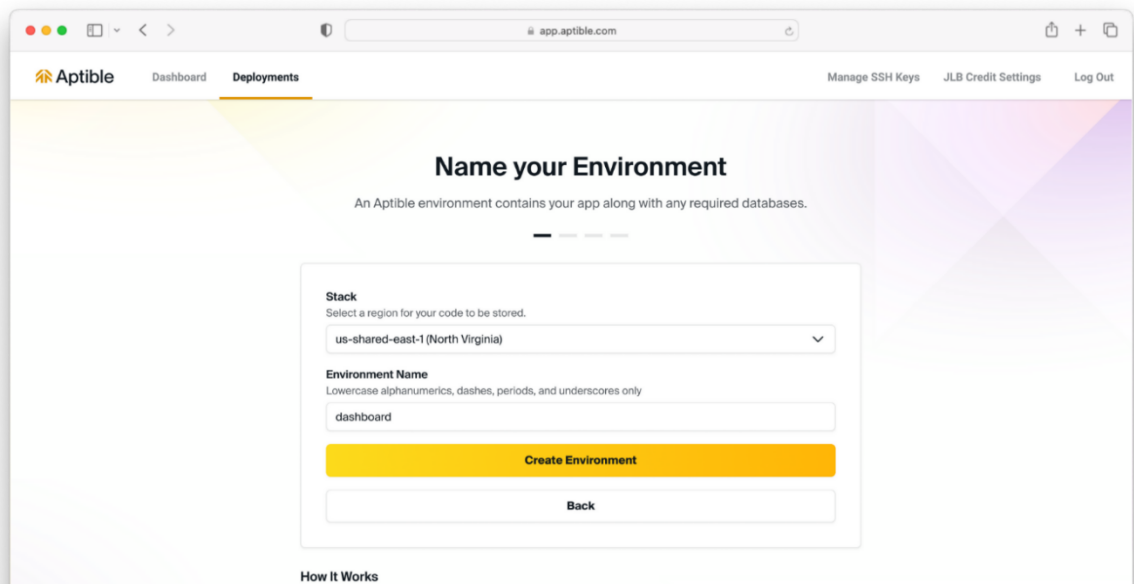 app.aptible.com
Aptible Dashboard Deployments Manage SSH Keys JLB Credit Settings Log Out
Name your Environment
An Aptible environment contains your app along with any required databases.
Stack
Select a region for your code to be stored.
us-shared-east-1 (North Virginia)
Environment Name
Lowercase alphanumerics, dashes, periods, and underscores only
dashboard
Create Environment
Back
How It Works